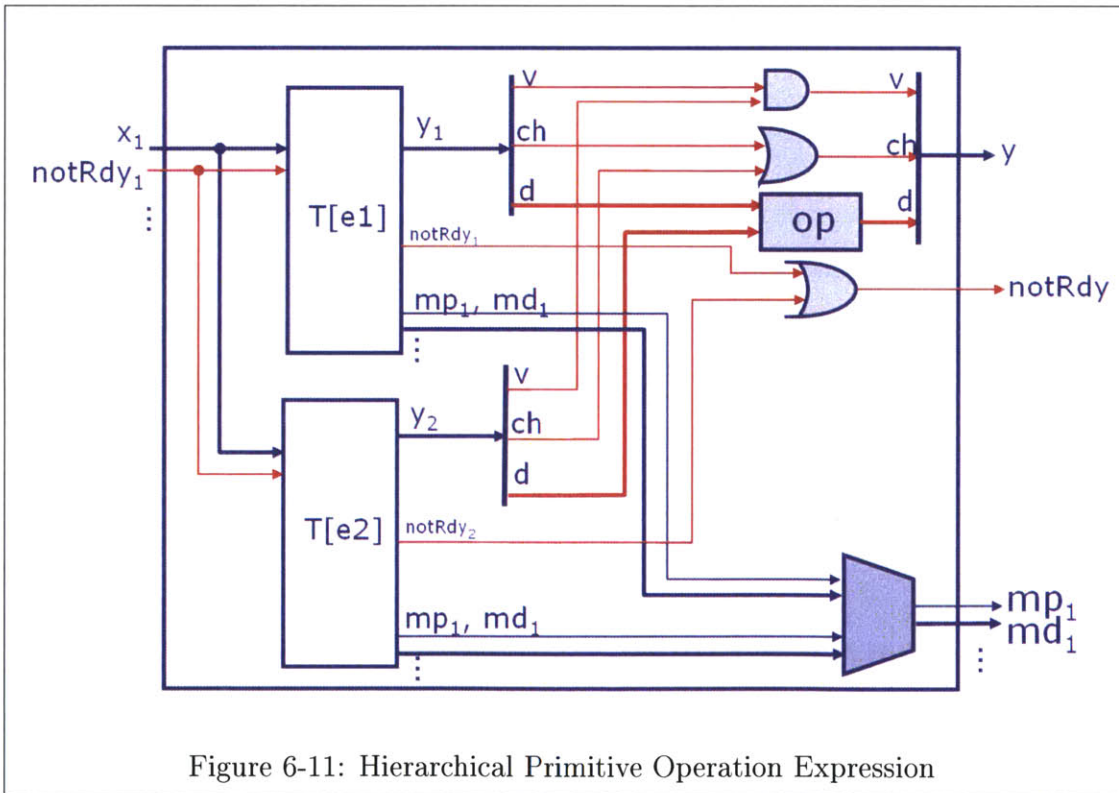 x₁
notRdy₁
⋮
T[e1]
y₁
v
ch
d
notRdy₁
mp₁, md₁
⋮
op
v
ch
d
y
notRdy
T[e2]
y₂
v
ch
d
notRdy₂
mp₁, md₁
⋮
mp₁
md₁
⋮
Figure 6-11: Hierarchical Primitive Operation Expression